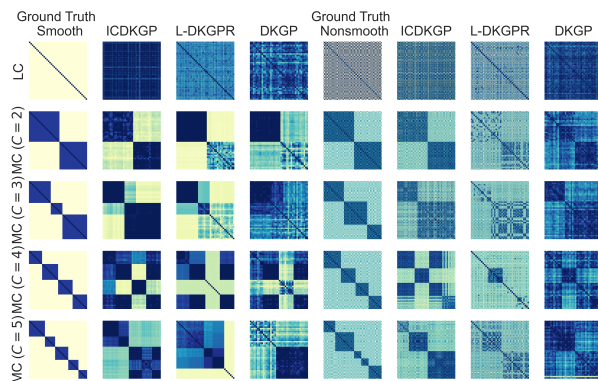 Ground Truth
Smooth
ICDKGP
L-DKGPR
DKGP
Ground Truth
Nonsmooth
ICDKGP
L-DKGPR
DKGP
LC
MC (C = 2)
MC (C = 3)
MC (C = 4)
MC (C = 5)